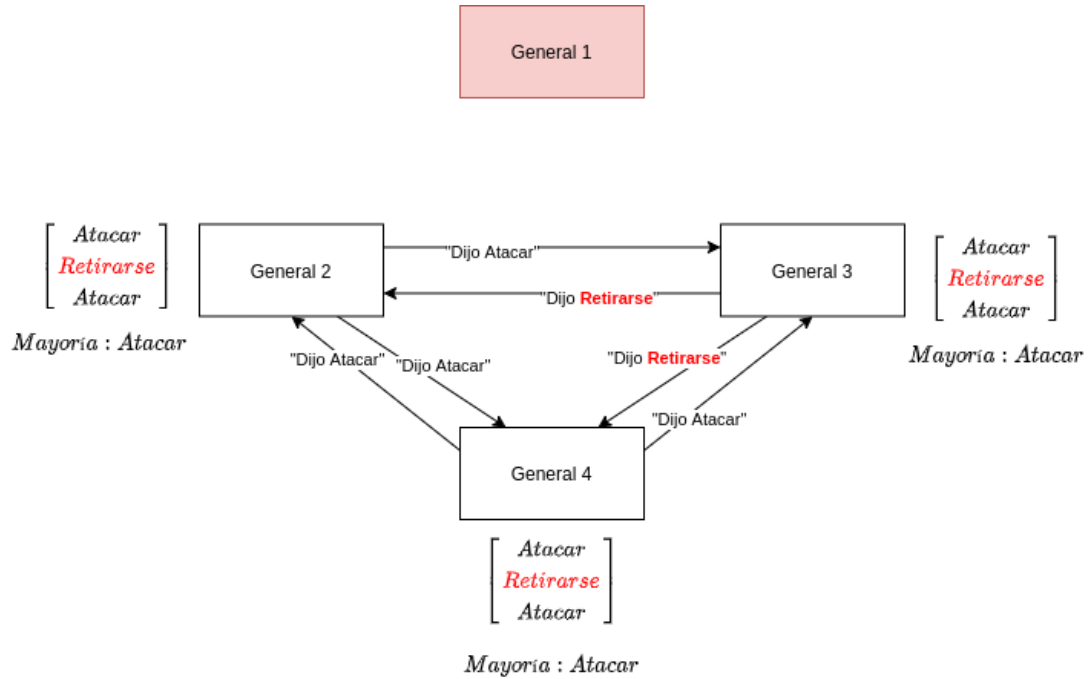 General 1
Atacar
Retirarse
Atacar
Mayoría : Atacar
General 2
"Dijo Atacar"
"Dijo Retirarse"
General 3
Atacar
Retirarse
Atacar
Mayoría : Atacar
"Dijo Atacar"
"Dijo Atacar"
"Dijo Retirarse"
"Dijo Atacar"
General 4
Atacar
Retirarse
Atacar
Mayoría : Atacar